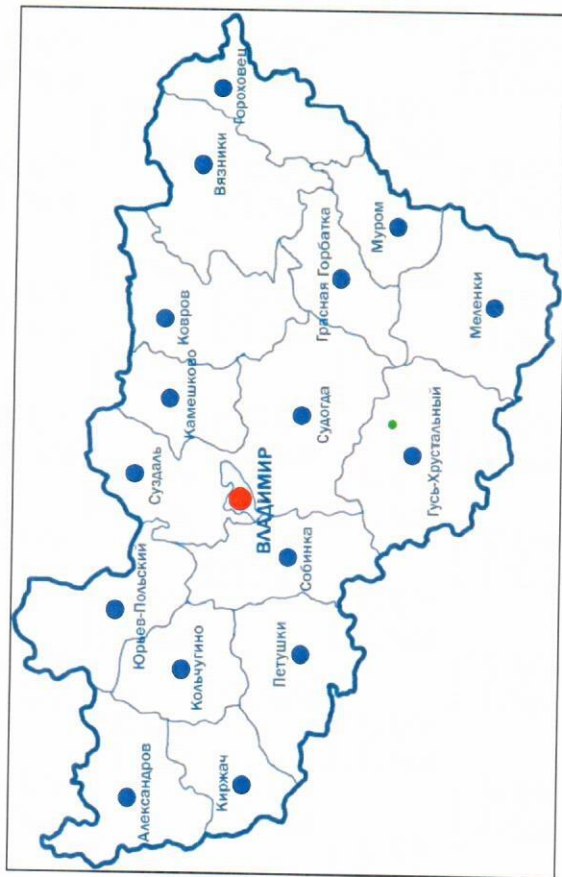 Александров
Киржач
Юрьев-Польский
Кольчугино
Петушки
Суздаль
ВЛАДИМИР
Собинка
Камешково
Ковров
Судогда
Гусь-Хрустальный
Вязники
Гороховец
Грасная Горбатка
Муром
Меленки